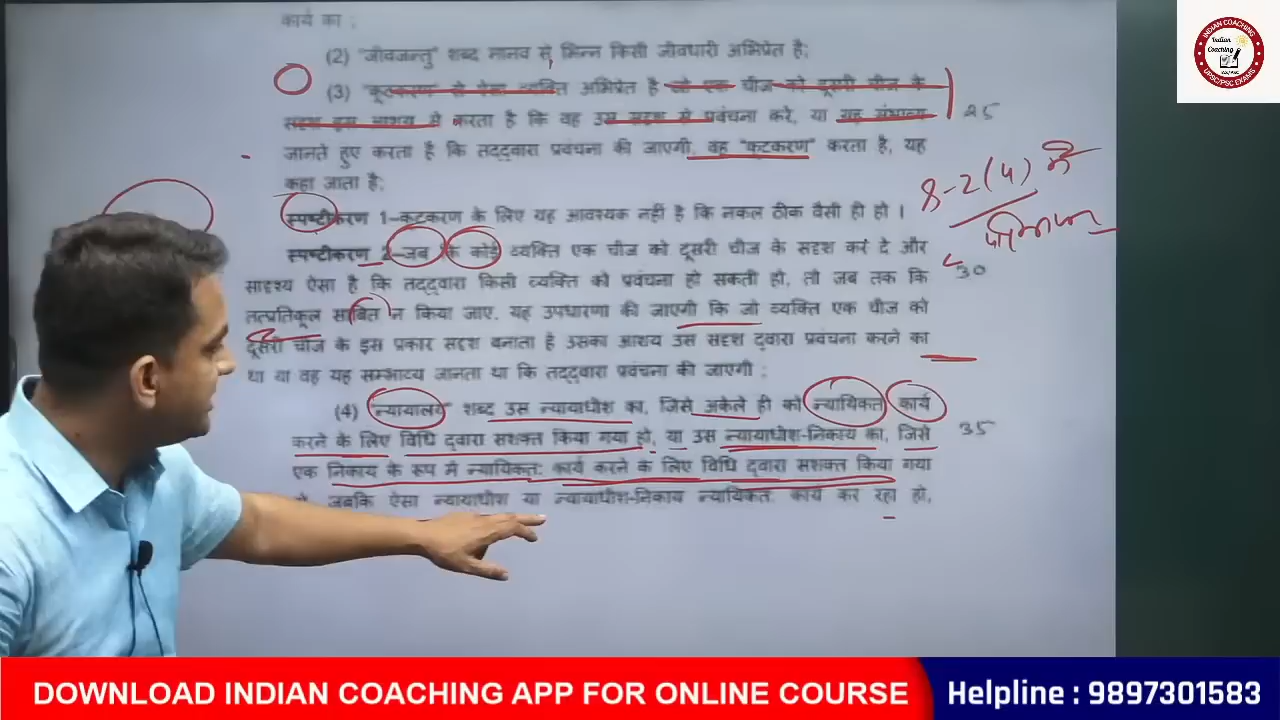 कार्य का ;
(2) "जीवजन्तु" शब्द मानव से भिन्न किसी जीवधारी अभिप्रेत है;
(3) "कूटकरण" से ऐसा व्यक्ति अभिप्रेत है जो एक चीज को दूसरी चीज के
सदृश इस आशय से करता है कि वह उस सदृश से प्रवंचना करे, या यह संभाव्य 25
जानते हुए करता है कि तद्द्वारा प्रवंचना की जाएगी, वह "कूटकरण" करता है, यह
कहा जाता है;
8-2(4) में
स्पष्टीकरण 1-कूटकरण के लिए यह आवश्यक नहीं है कि नकल ठीक वैसी ही हो ।
स्पष्टीकरण 2-जब कि कोई व्यक्ति एक चीज को दूसरी चीज के सदृश कर दे और
सादृश्य ऐसा है कि तद्द्वारा किसी व्यक्ति को प्रवंचना हो सकती हो, तो जब तक कि 30
तत्प्रतिकूल साबित न किया जाए, यह उपधारणा की जाएगी कि जो व्यक्ति एक चीज को
दूसरी चीज के इस प्रकार सदृश बनाता है उसका आशय उस सदृश द्वारा प्रवंचना करने का
था या वह यह सम्भाव्य जानता था कि तद्द्वारा प्रवंचना की जाएगी ;
(4) "न्यायालय" शब्द उस न्यायाधीश का, जिसे अकेले ही को न्यायिकत कार्य
करने के लिए विधि द्वारा सशक्त किया गया हो, या उस न्यायाधीश-निकाय का, जिसे 35
एक निकाय के रूप में न्यायिकत: कार्य करने के लिए विधि द्वारा सशक्त किया गया
जबकि ऐसा न्यायाधीश या न्यायाधीश-निकाय न्यायिकत: कार्य कर रहा हो,
INDIAN COACHING
Indian
Coaching
UPSC/PSC EXAMS
DOWNLOAD INDIAN COACHING APP FOR ONLINE COURSE
Helpline : 9897301583